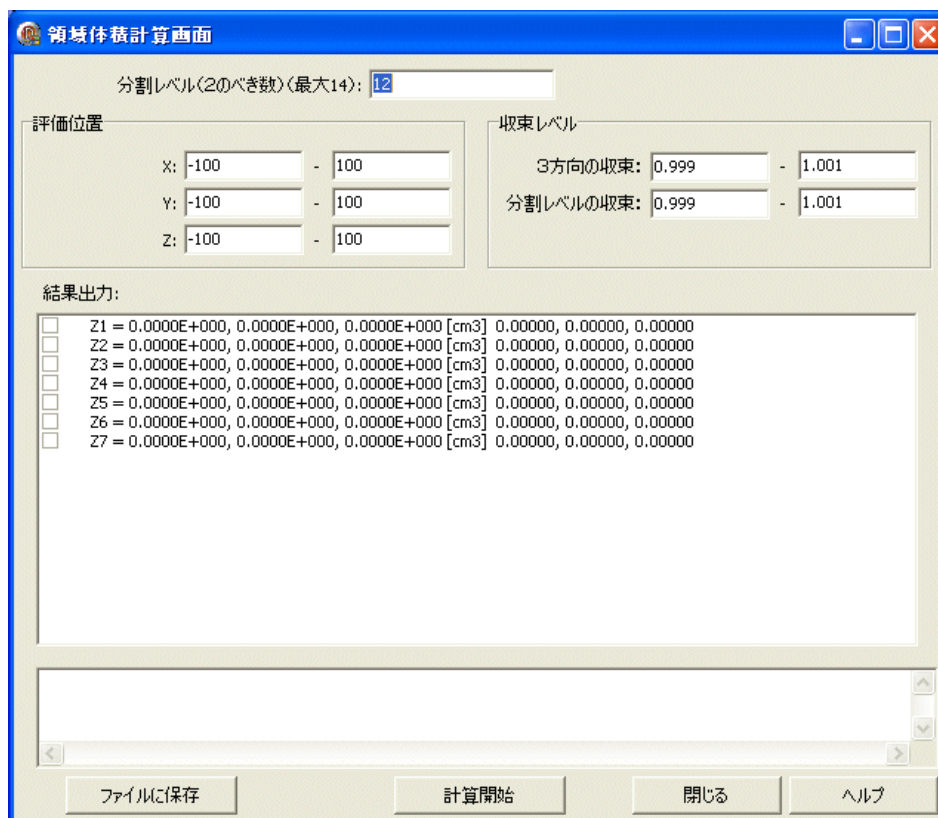 領域体積計算画面
分割レベル(2のべき数)(最大14): 12
評価位置
X: -100 - 100
Y: -100 - 100
Z: -100 - 100
収束レベル
3方向の収束: 0.999 - 1.001
分割レベルの収束: 0.999 - 1.001
結果出力:
Z1 = 0.0000E+000, 0.0000E+000, 0.0000E+000 [cm3] 0.00000, 0.00000, 0.00000
Z2 = 0.0000E+000, 0.0000E+000, 0.0000E+000 [cm3] 0.00000, 0.00000, 0.00000
Z3 = 0.0000E+000, 0.0000E+000, 0.0000E+000 [cm3] 0.00000, 0.00000, 0.00000
Z4 = 0.0000E+000, 0.0000E+000, 0.0000E+000 [cm3] 0.00000, 0.00000, 0.00000
Z5 = 0.0000E+000, 0.0000E+000, 0.0000E+000 [cm3] 0.00000, 0.00000, 0.00000
Z6 = 0.0000E+000, 0.0000E+000, 0.0000E+000 [cm3] 0.00000, 0.00000, 0.00000
Z7 = 0.0000E+000, 0.0000E+000, 0.0000E+000 [cm3] 0.00000, 0.00000, 0.00000
ファイルに保存 計算開始 閉じる ヘルプ